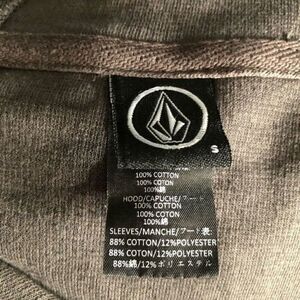 S
100% COTTON
100% COTTON
100%綿
HOOD/CAPUCHE/フード
100% COTTON
100% COTTON
100%綿
SLEEVES/MANCHE/フード表:
88% COTTON/12%POLYESTER
88% COTTON/12%POLYESTER
88%綿/12%ポリエステル